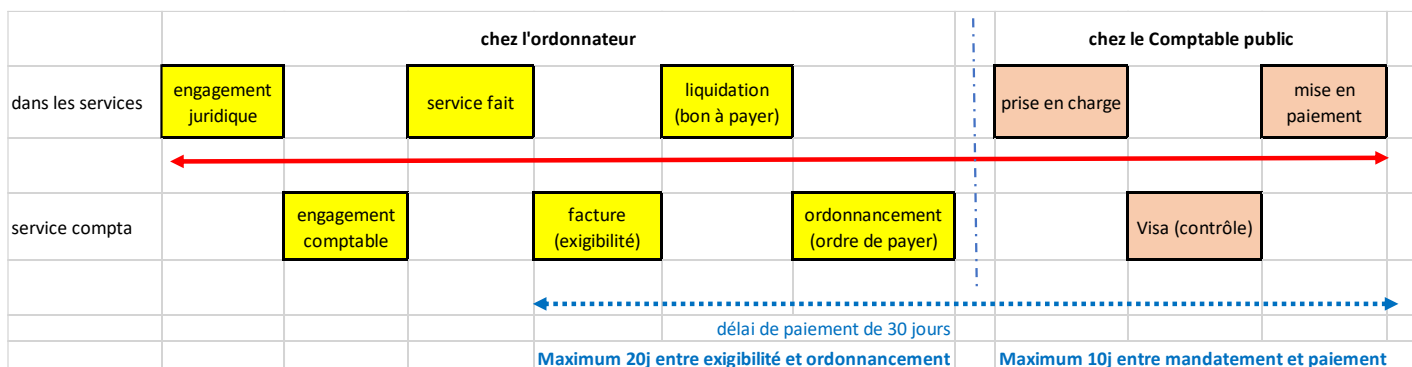 chez l'ordonnateur
chez le Comptable public
dans les services
engagement
juridique
service fait
liquidation
(bon à payer)
prise en charge
mise en
paiement
service compta
engagement
comptable
facture
(exigibilité)
ordonnancement
(ordre de payer)
Visa (contrôle)
délai de paiement de 30 jours
Maximum 20j entre exigibilité et ordonnancement
Maximum 10j entre mandatement et paiement